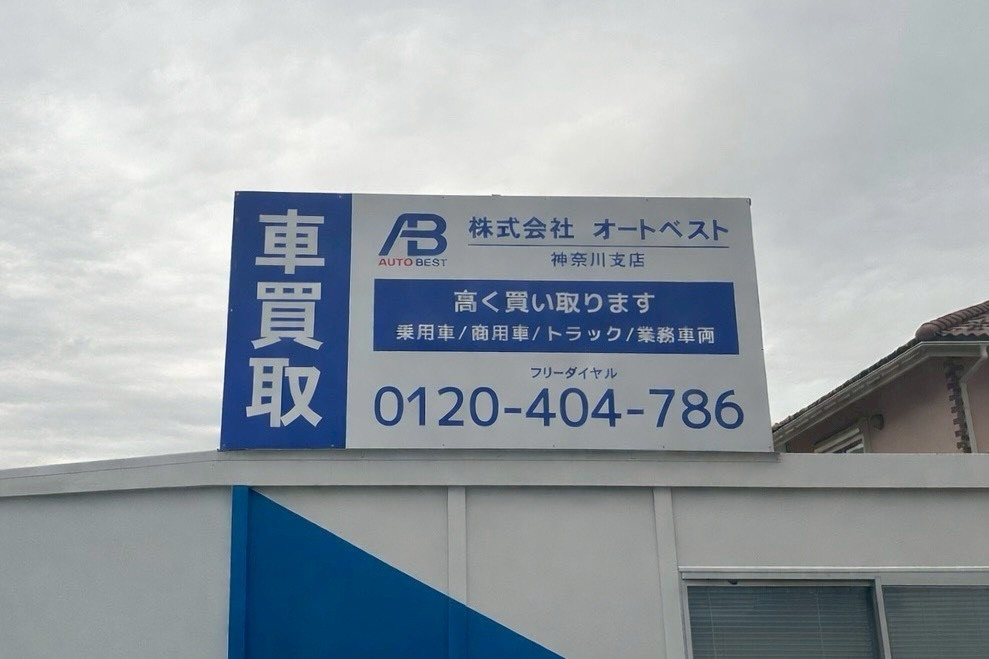 車買取
AB
AUTO BEST
株式会社 オートベスト
神奈川支店
高く買い取ります
乗用車/商用車/トラック/業務車両
フリーダイヤル
0120-404-786